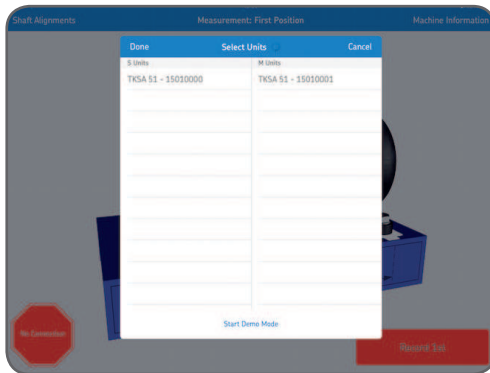 Shaft Alignments Measurement: First Position Machine Information
Done Select Units Cancel
S Units M Units
TKSA 51 - 15010000 TKSA 51 - 15010001
Start Demo Mode
No Connection
Record 1st